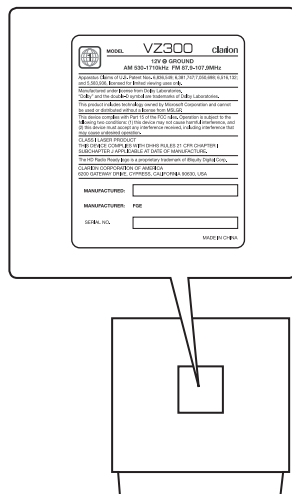 MODEL VZ300 clarion
12V ⎓ GROUND
AM 530-1710kHz FM 87.9-107.9MHz
Apparatus Claims of U.S. Patent Nos. 6,836,549; 6,381,747; 7,050,698; 6,516,132;
and 5,583,936, licensed for limited viewing uses only.
Manufactured under license from Dolby Laboratories.
"Dolby" and the double-D symbol are trademarks of Dolby Laboratories.
This product includes technology owned by Microsoft Corporation and cannot
be used or distributed without a license from MSLGP.
This device complies with Part 15 of the FCC rules. Operation is subject to the
following two conditions: (1) this device may not cause harmful interference, and
(2) this device must accept any interference received, including interference that
may cause undesired operation.
CLASS I LASER PRODUCT
THIS DEVICE COMPLIES WITH DHHS RULES 21 CFR CHAPTER I
SUBCHAPTER J APPLICABLE AT DATE OF MANUFACTURE.
The HD Radio Ready logo is a proprietary trademark of iBiquity Digital Corp.
CLARION CORPORATION OF AMERICA
6200 GATEWAY DRIVE, CYPRESS, CALIFORNIA 90630, USA
MANUFACTURED:
MANUFACTURER: FGE
SERIAL NO.
MADE IN CHINA